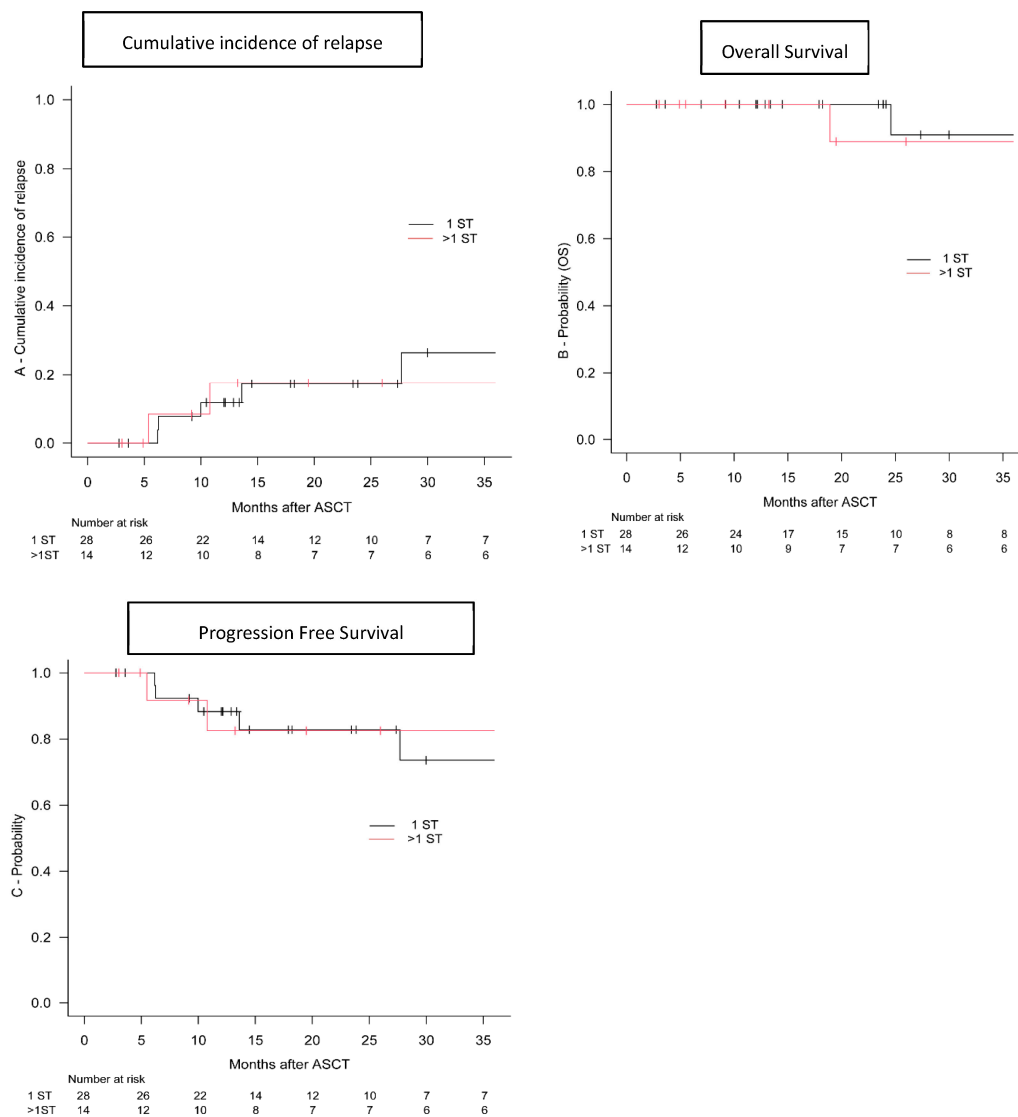 Cumulative incidence of relapse
A - Cumulative incidence of relapse
1.0
0.8
0.6
0.4
0.2
0.0
1 ST
>1 ST
0 5 10 15 20 25 30 35
Months after ASCT
Number at risk
1 ST 28 26 22 14 12 10 7 7
>1ST 14 12 10 8 7 7 6 6
Overall Survival
B - Probability (OS)
1.0
0.8
0.6
0.4
0.2
0.0
1 ST
>1 ST
0 5 10 15 20 25 30 35
Months after ASCT
Number at risk
1 ST 28 26 24 17 15 10 8 8
>1 ST 14 12 10 9 7 7 6 6
Progression Free Survival
C - Probability
1.0
0.8
0.6
0.4
0.2
0.0
1 ST
>1 ST
0 5 10 15 20 25 30 35
Months after ASCT
Number at risk
1 ST 28 26 22 14 12 10 7 7
>1ST 14 12 10 8 7 7 6 6